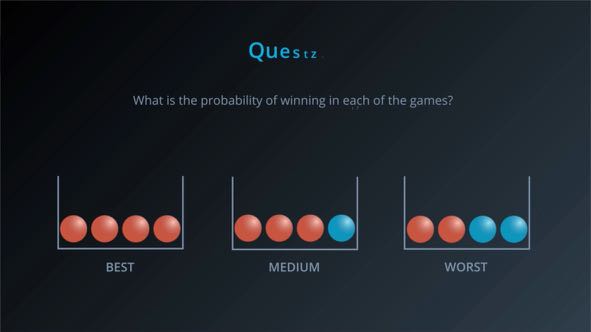 Questz
What is the probability of winning in each of the games?
BEST
MEDIUM
WORST